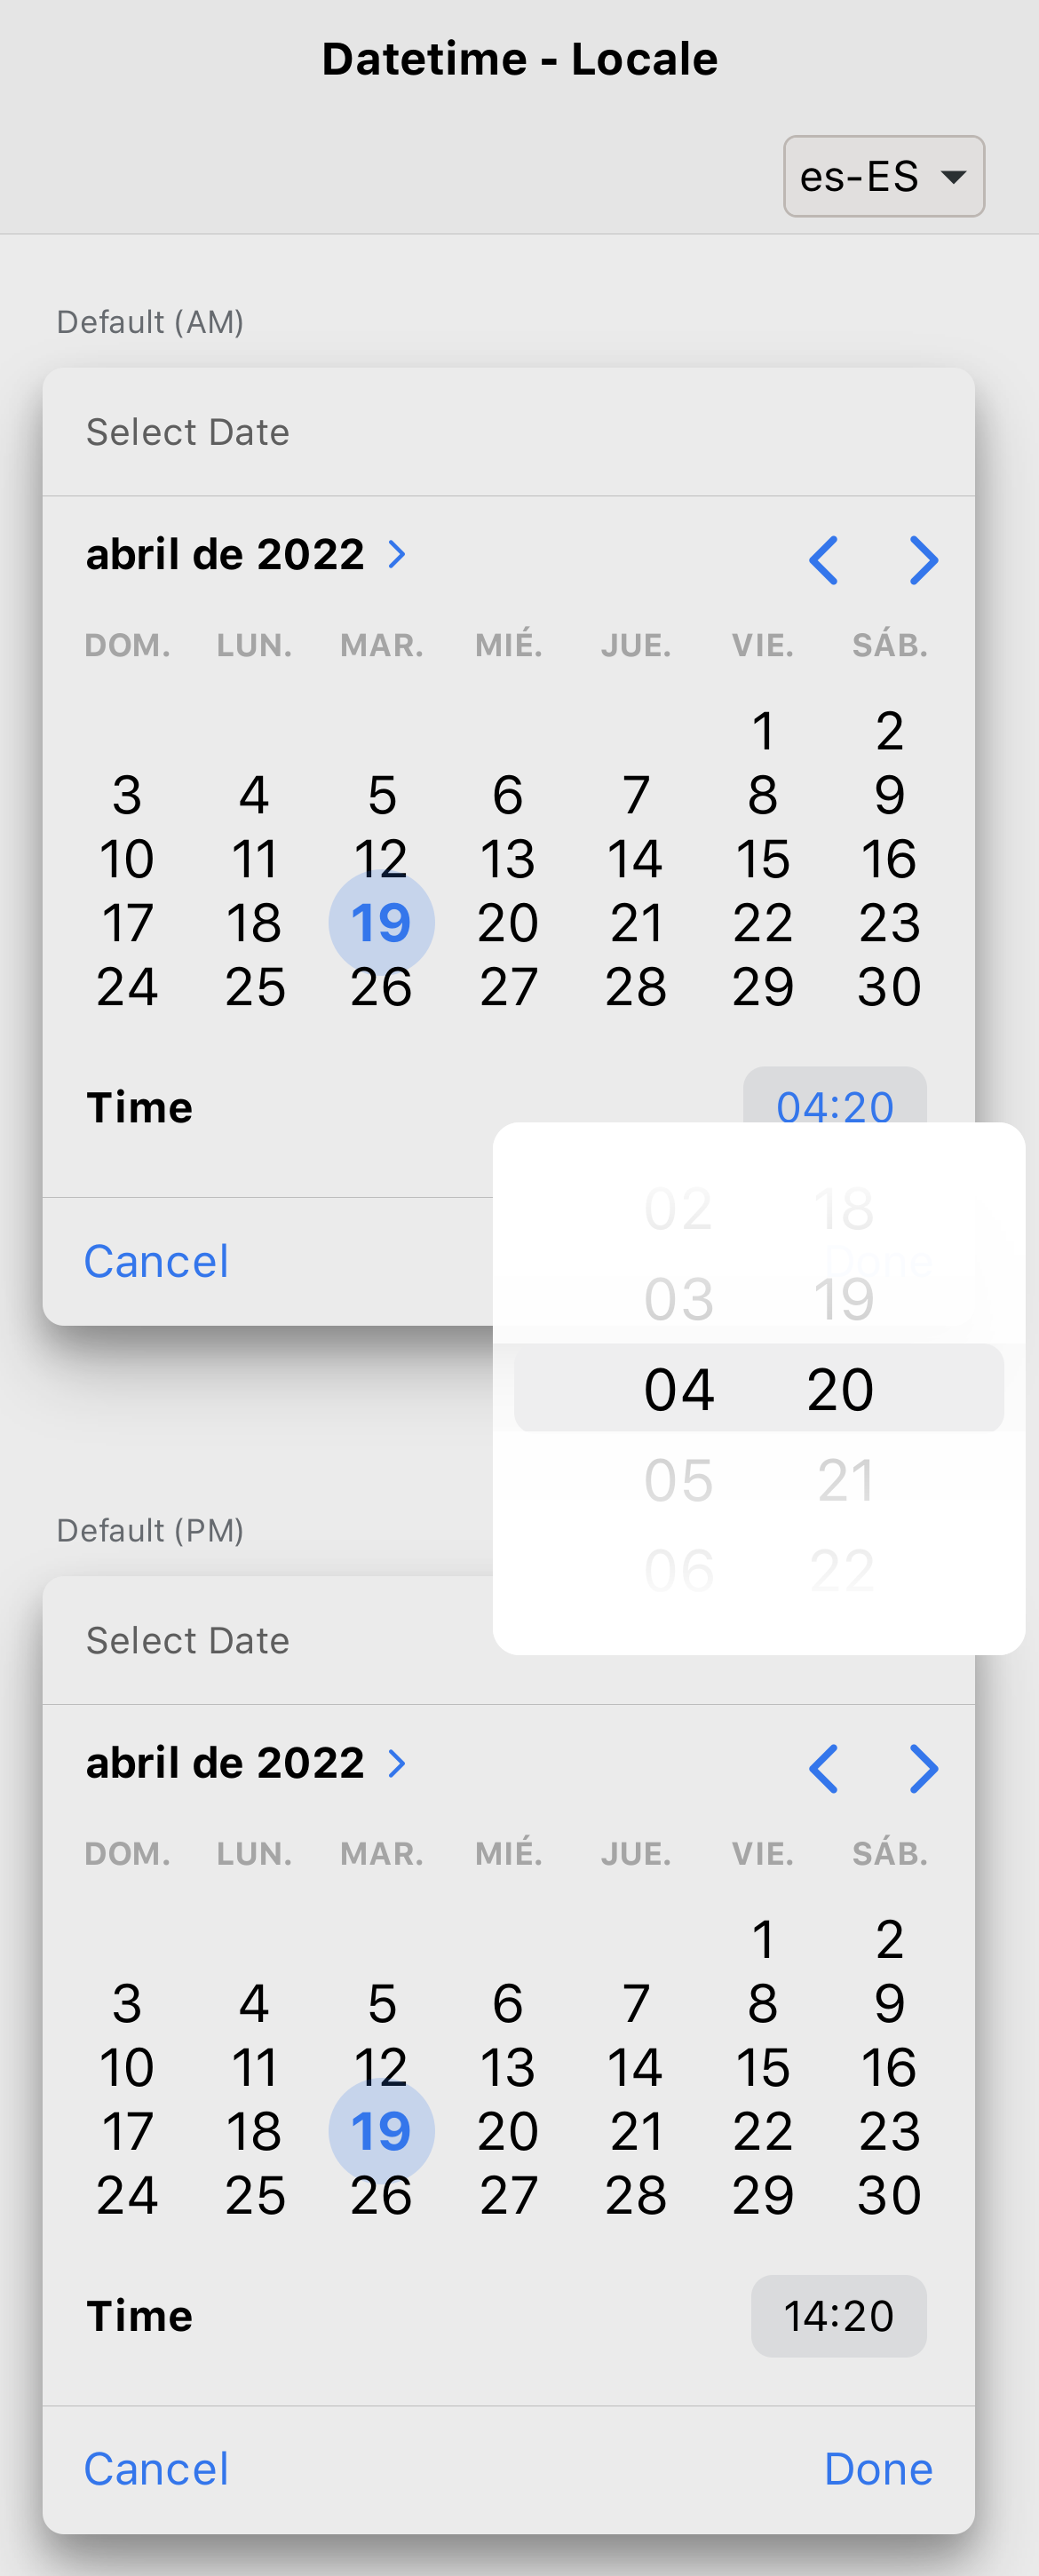 Datetime - Locale
es-ES
Default (AM)
Select Date
abril de 2022
DOM. LUN. MAR. MIÉ. JUE. VIE. SÁB.
1 2
3 4 5 6 7 8 9
10 11 12 13 14 15 16
17 18 19 20 21 22 23
24 25 26 27 28 29 30
Time 04:20
02 18
Cancel Done
03 19
04 20
05 21
06 22
Default (PM)
Select Date
abril de 2022
DOM. LUN. MAR. MIÉ. JUE. VIE. SÁB.
1 2
3 4 5 6 7 8 9
10 11 12 13 14 15 16
17 18 19 20 21 22 23
24 25 26 27 28 29 30
Time 14:20
Cancel Done